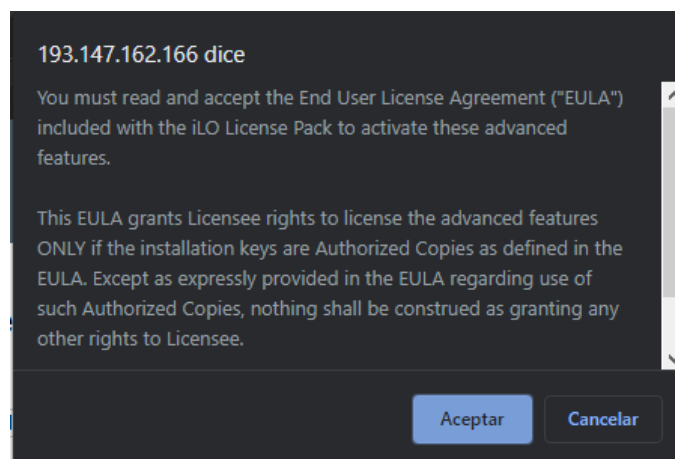 193.147.162.166 dice
You must read and accept the End User License Agreement ("EULA")
included with the iLO License Pack to activate these advanced
features.
This EULA grants Licensee rights to license the advanced features
ONLY if the installation keys are Authorized Copies as defined in the
EULA. Except as expressly provided in the EULA regarding use of
such Authorized Copies, nothing shall be construed as granting any
other rights to Licensee.
Aceptar Cancelar